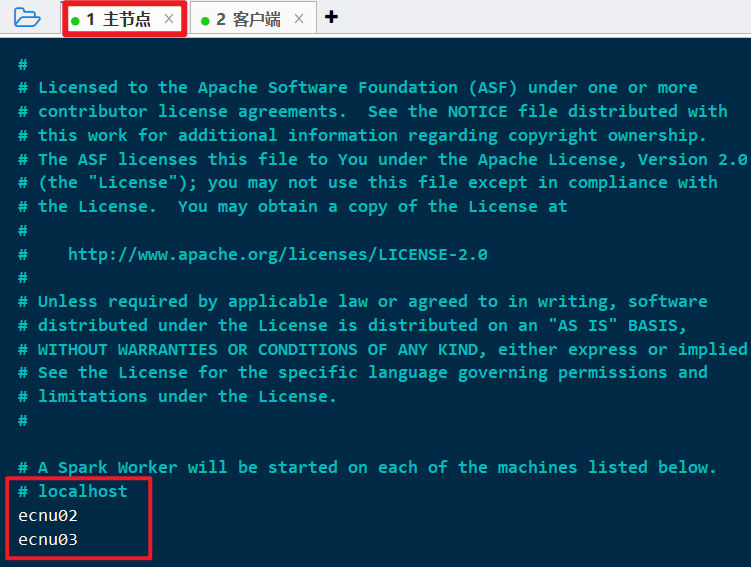 1 主节点 × 2 客户端 × +
#
# Licensed to the Apache Software Foundation (ASF) under one or more
# contributor license agreements.  See the NOTICE file distributed with
# this work for additional information regarding copyright ownership.
# The ASF licenses this file to You under the Apache License, Version 2.0
# (the "License"); you may not use this file except in compliance with
# the License.  You may obtain a copy of the License at
#
#    http://www.apache.org/licenses/LICENSE-2.0
#
# Unless required by applicable law or agreed to in writing, software
# distributed under the License is distributed on an "AS IS" BASIS,
# WITHOUT WARRANTIES OR CONDITIONS OF ANY KIND, either express or implied
# See the License for the specific language governing permissions and
# limitations under the License.
#
# A Spark Worker will be started on each of the machines listed below.
# localhost
ecnu02
ecnu03